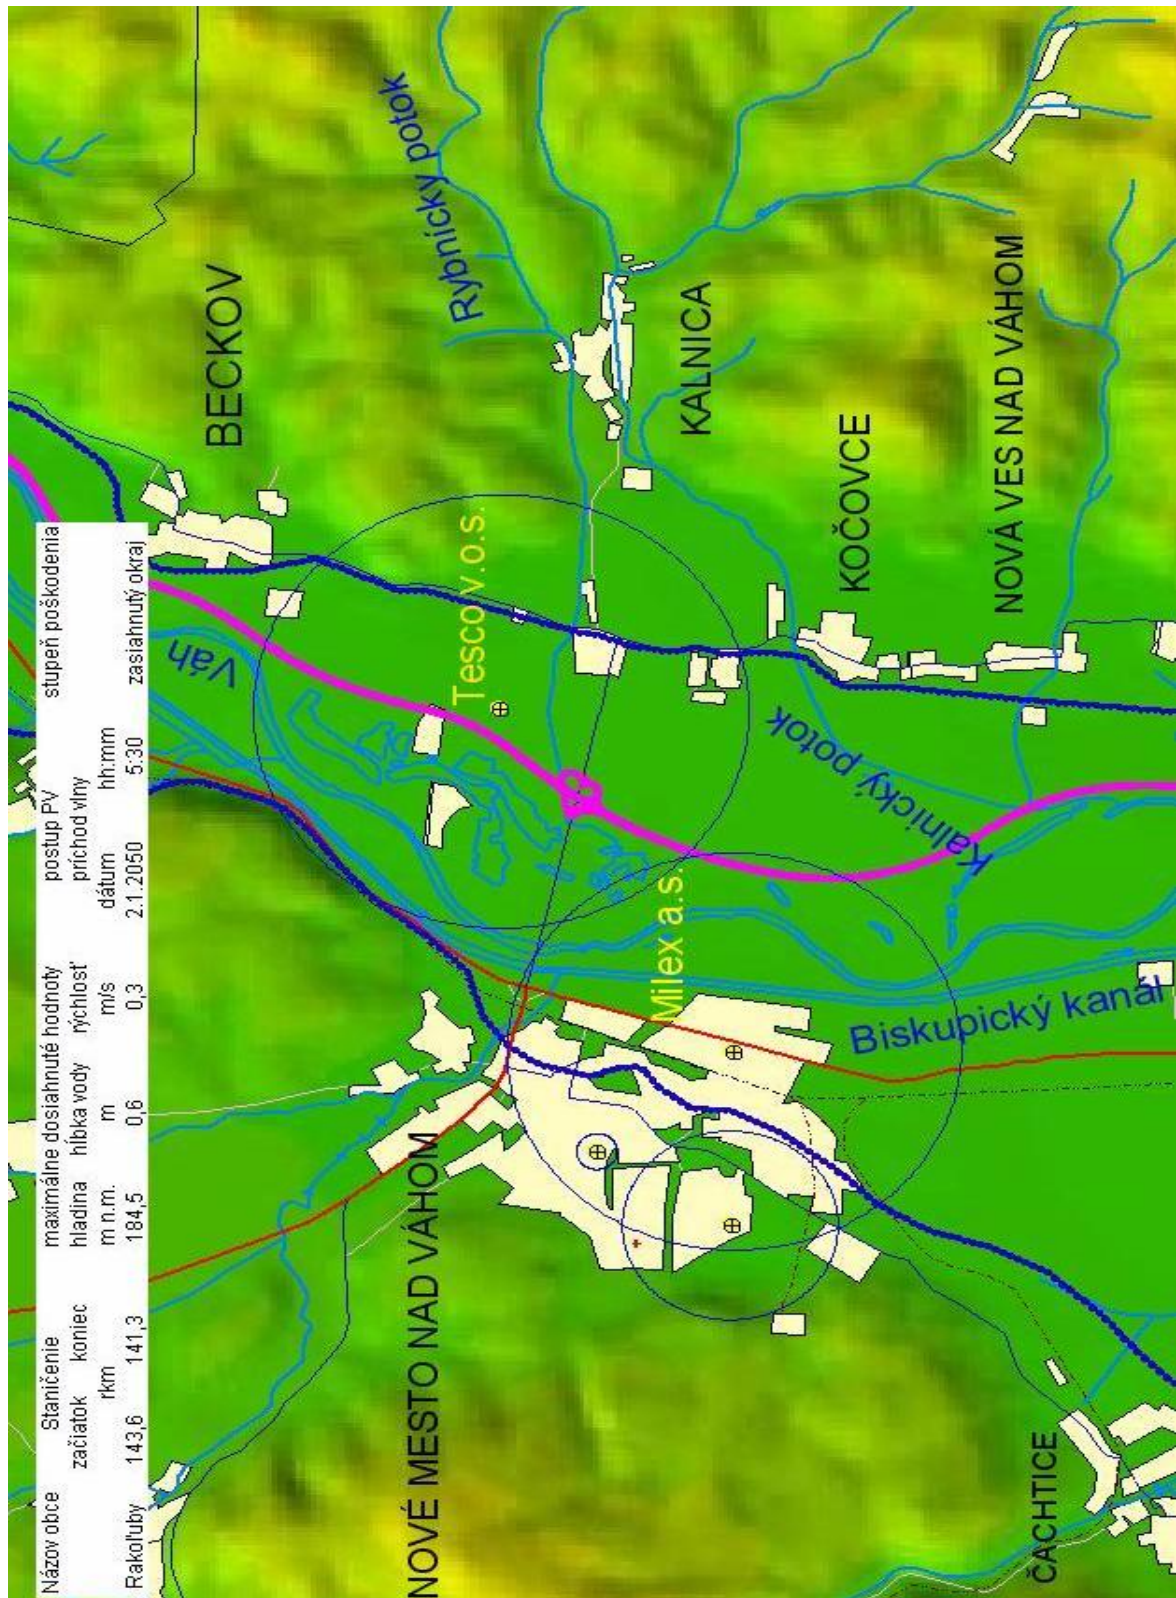 Názov obce Staničenie maximálne dosiahnuté hodnoty postup PV stupeň poškodenia
začiatok koniec hladina hĺbka vody rýchlosť príchod vlny
rkm m n.m. m m/s dátum hh:mm
Rakoľuby 143,6 141,3 184,5 0,6 0,3 2.1.2050 5:30 zasiahnutý okraj
Váh
BECKOV
Rybnícky potok
Tesco v.o.s.
NOVÉ MESTO NAD VÁHOM
Milex a.s.
KALNICA
Kalnický potok
KOČOVCE
Biskupický kanál
NOVÁ VES NAD VÁHOM
ČACHTICE